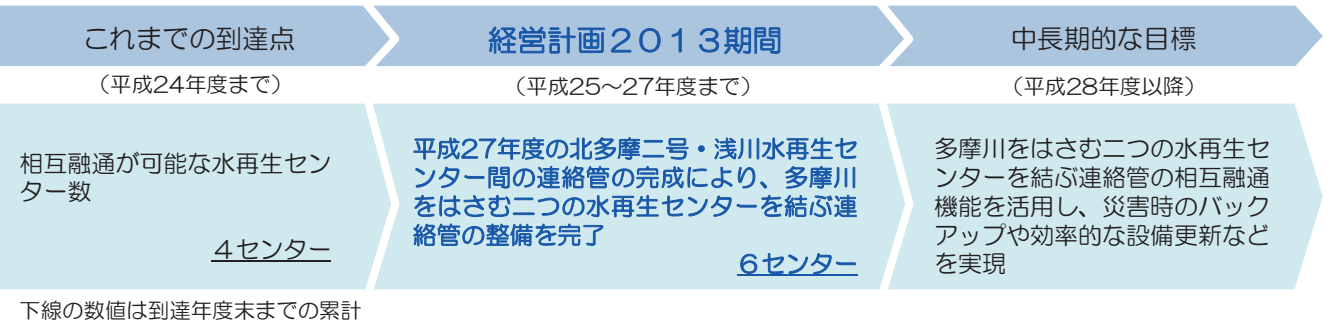 これまでの到達点
経営計画２０１３期間
中長期的な目標
（平成24年度まで）
（平成25～27年度まで）
（平成28年度以降）
相互融通が可能な水再生セン
ター数
４センター
平成27年度の北多摩二号・浅川水再生セ
ンター間の連絡管の完成により、多摩川
をはさむ二つの水再生センターを結ぶ連
絡管の整備を完了
６センター
多摩川をはさむ二つの水再生セ
ンターを結ぶ連絡管の相互融通
機能を活用し、災害時のバック
アップや効率的な設備更新など
を実現
下線の数値は到達年度末までの累計